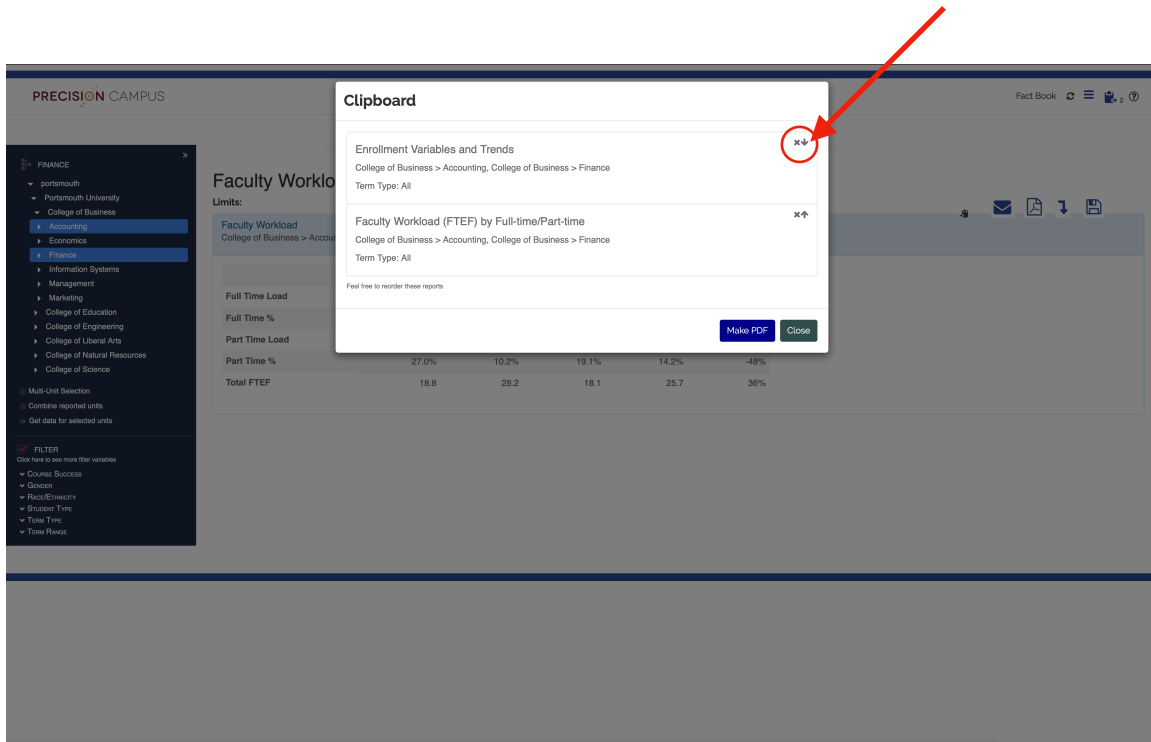 PRECISION CAMPUS
Fact Book 2
FINANCE
portsmouth
Portsmouth University
College of Business
Accounting
Economics
Finance
Information Systems
Management
Marketing
College of Education
College of Engineering
College of Liberal Arts
College of Natural Resources
College of Science
Multi-Unit Selection
Combine reported units
Get data for selected units
FILTER
Click here to see more filter variables
Course Success
Gender
Race/Ethnicity
Student Type
Term Type
Term Range
Faculty Worklo
Limits:
Faculty Workload
College of Business > Accou
Full Time Load
Full Time %
Part Time Load
Part Time % 27.0% 10.2% 19.1% 14.2% -48%
Total FTEF 18.8 28.2 18.1 25.7 36%
Clipboard
Enrollment Variables and Trends
College of Business > Accounting, College of Business > Finance
Term Type: All
Faculty Workload (FTEF) by Full-time/Part-time
College of Business > Accounting, College of Business > Finance
Term Type: All
Feel free to reorder these reports
Make PDF Close